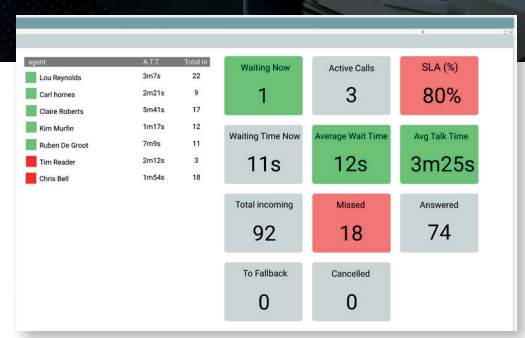 agent A.T.T. Total In
Lou Reynolds 3m7s 22
Carl homes 2m21s 9
Claire Roberts 5m41s 17
Kim Murfin 1m17s 12
Ruben De Groot 7m9s 11
Tim Reader 2m12s 3
Chris Bell 1m54s 18
Waiting Now Active Calls SLA (%)
1 3 80%
Waiting Time Now Average Wait Time Avg Talk Time
11s 12s 3m25s
Total incoming Missed Answered
92 18 74
To Fallback Cancelled
0 0